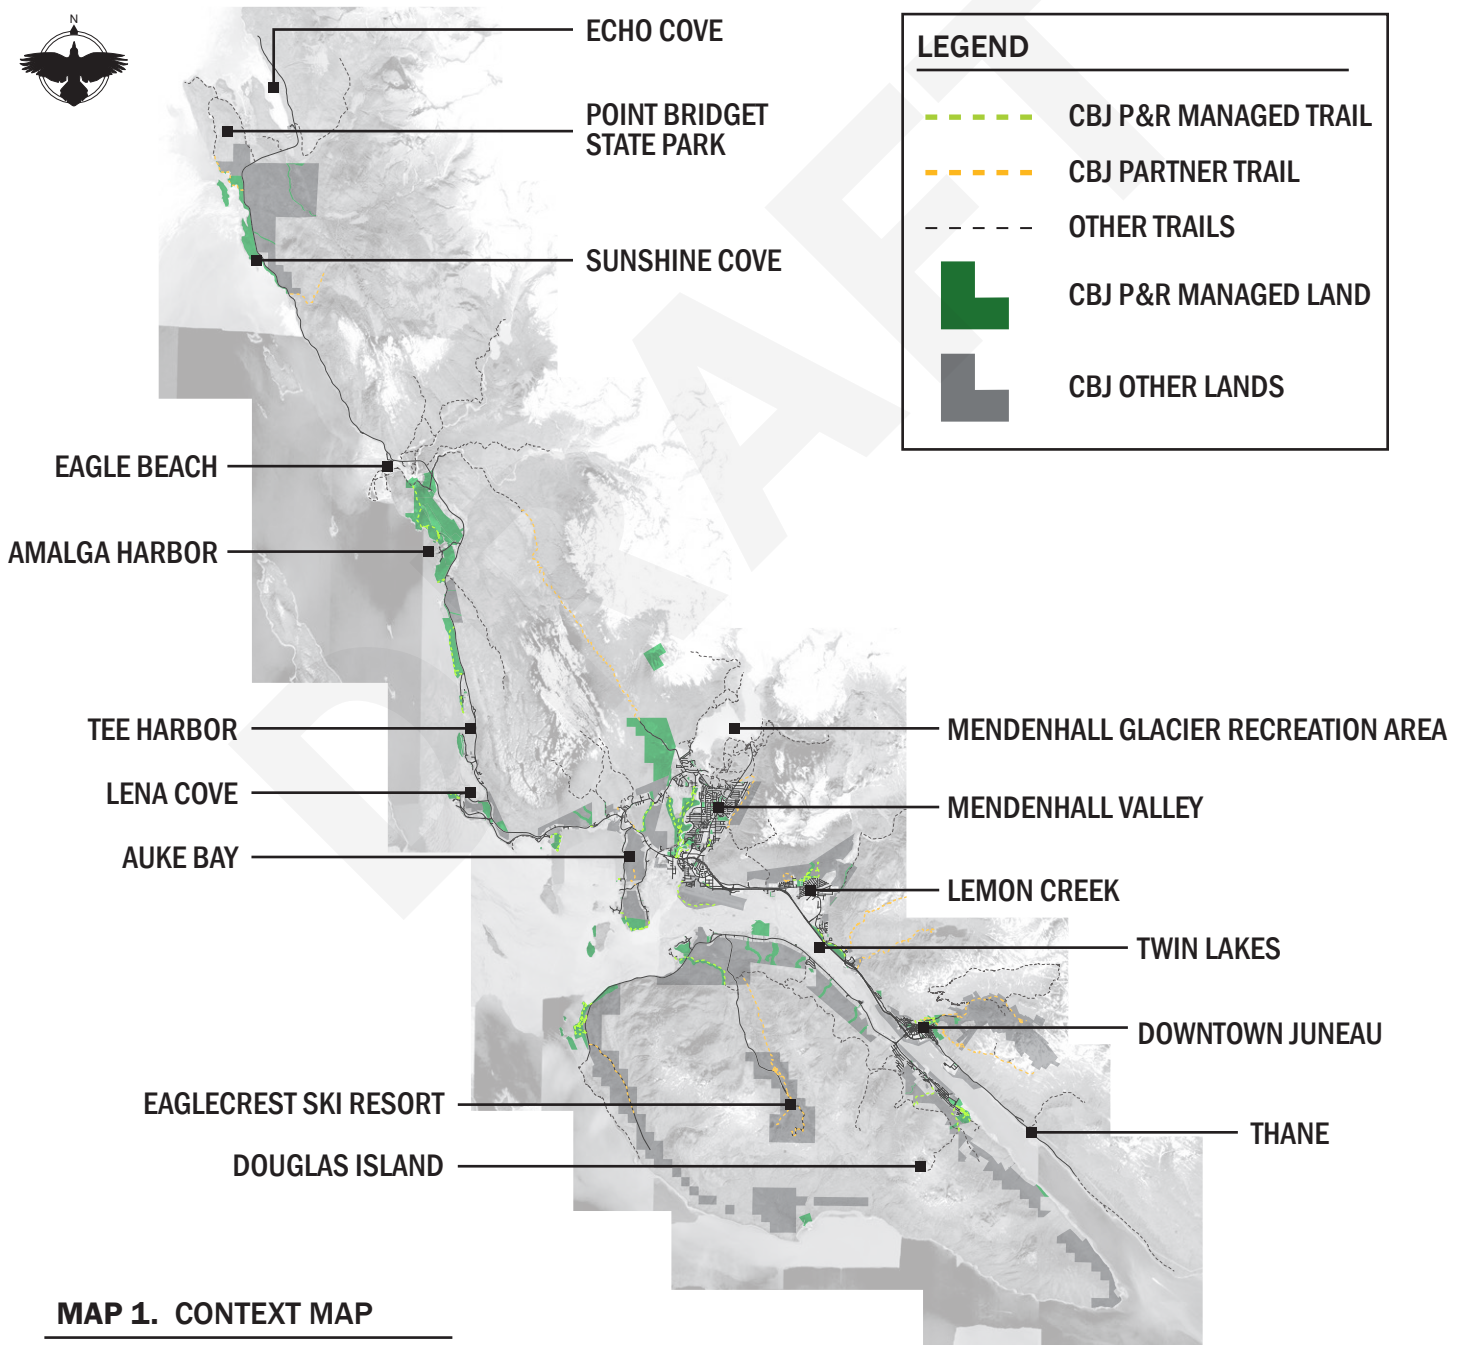 N
ECHO COVE
POINT BRIDGET
STATE PARK
SUNSHINE COVE
EAGLE BEACH
AMALGA HARBOR
TEE HARBOR
LENA COVE
AUKE BAY
EAGLECREST SKI RESORT
DOUGLAS ISLAND
MENDENHALL GLACIER RECREATION AREA
MENDENHALL VALLEY
LEMON CREEK
TWIN LAKES
DOWNTOWN JUNEAU
THANE
LEGEND
CBJ P&R MANAGED TRAIL
CBJ PARTNER TRAIL
OTHER TRAILS
CBJ P&R MANAGED LAND
CBJ OTHER LANDS
DRAFT
MAP 1. CONTEXT MAP